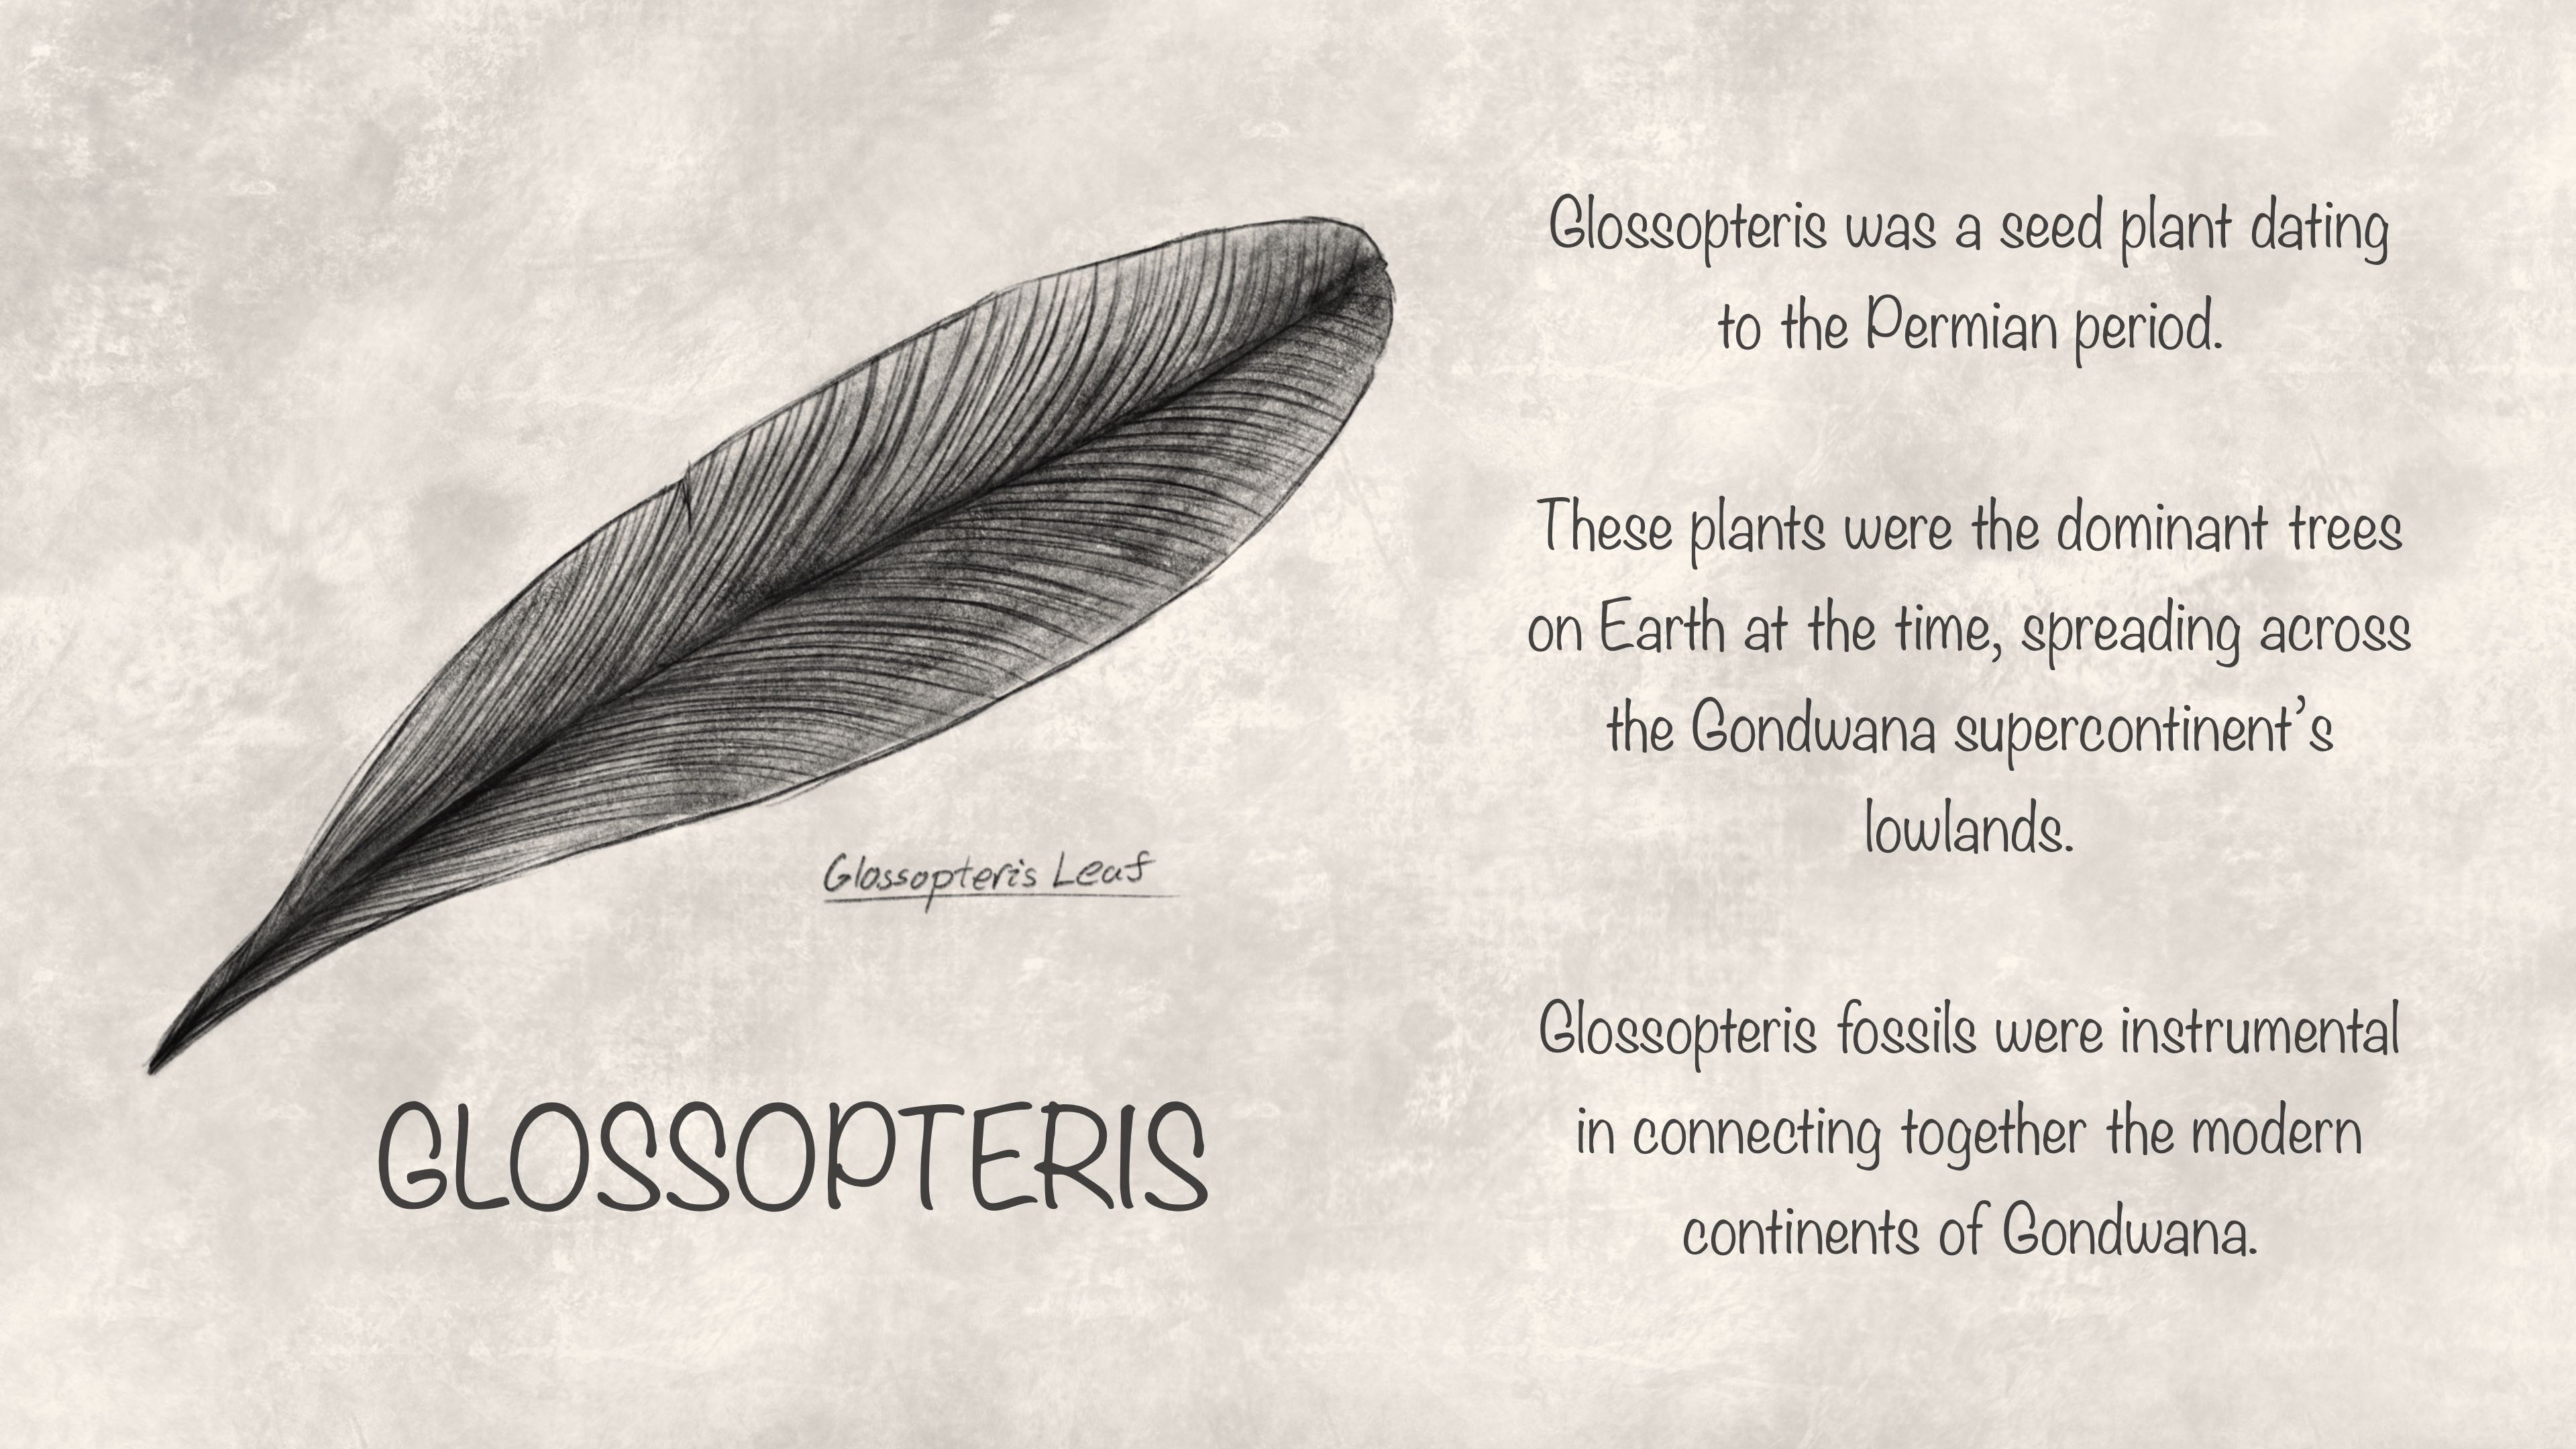 Glossopteris Leaf
GLOSSOPTERIS
Glossopteris was a seed plant dating
to the Permian period.
These plants were the dominant trees
on Earth at the time, spreading across
the Gondwana supercontinent's
lowlands.
Glossopteris fossils were instrumental
in connecting together the modern
continents of Gondwana.